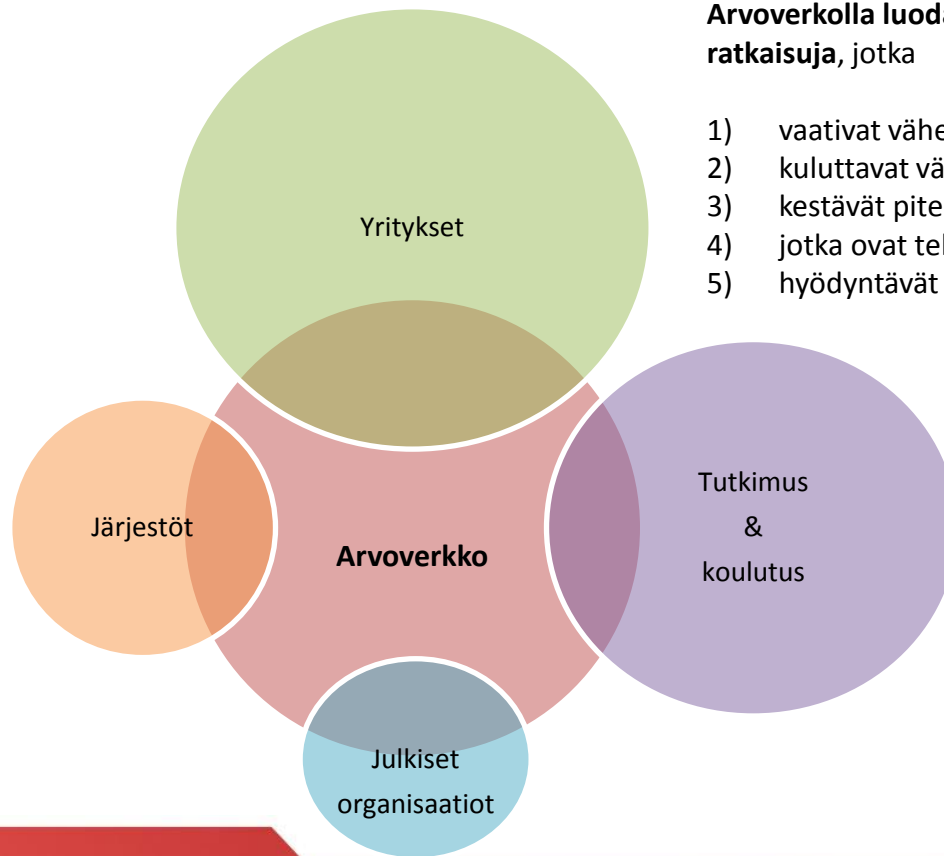 Arvoverkolla
ratkaisuja, jotka
1) vaativat
2) kuluttavat
3) kestävät
4) jotka ovat
5) hyödyntävät
Yritykset
Järjestöt
Arvoverkko
Tutkimus
&
koulutus
Julkiset
organisaatiot